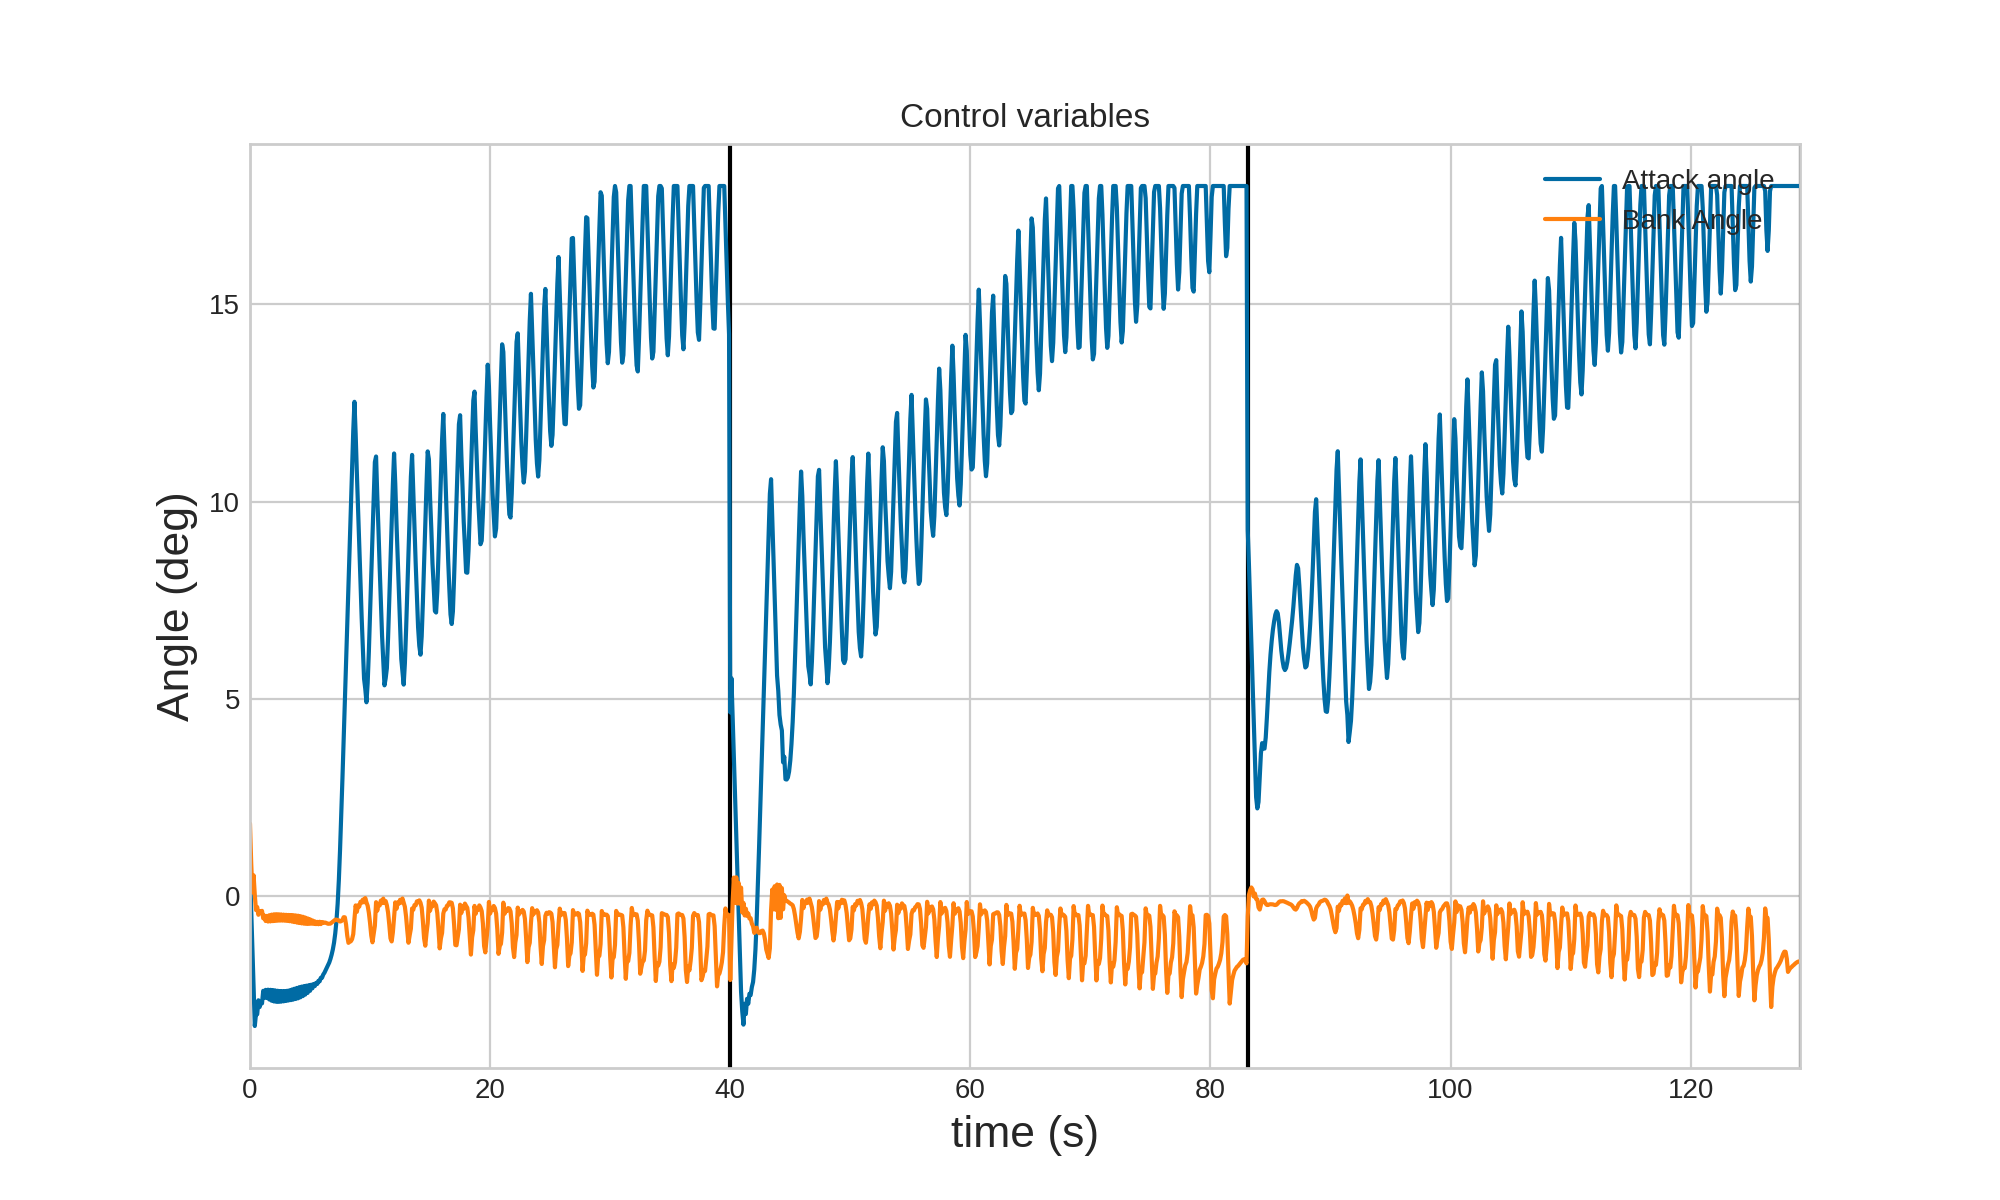 Control variables
Attack angle
Bank Angle
Angle (deg)
15
10
5
0
0 20 40 60 80 100 120
time (s)